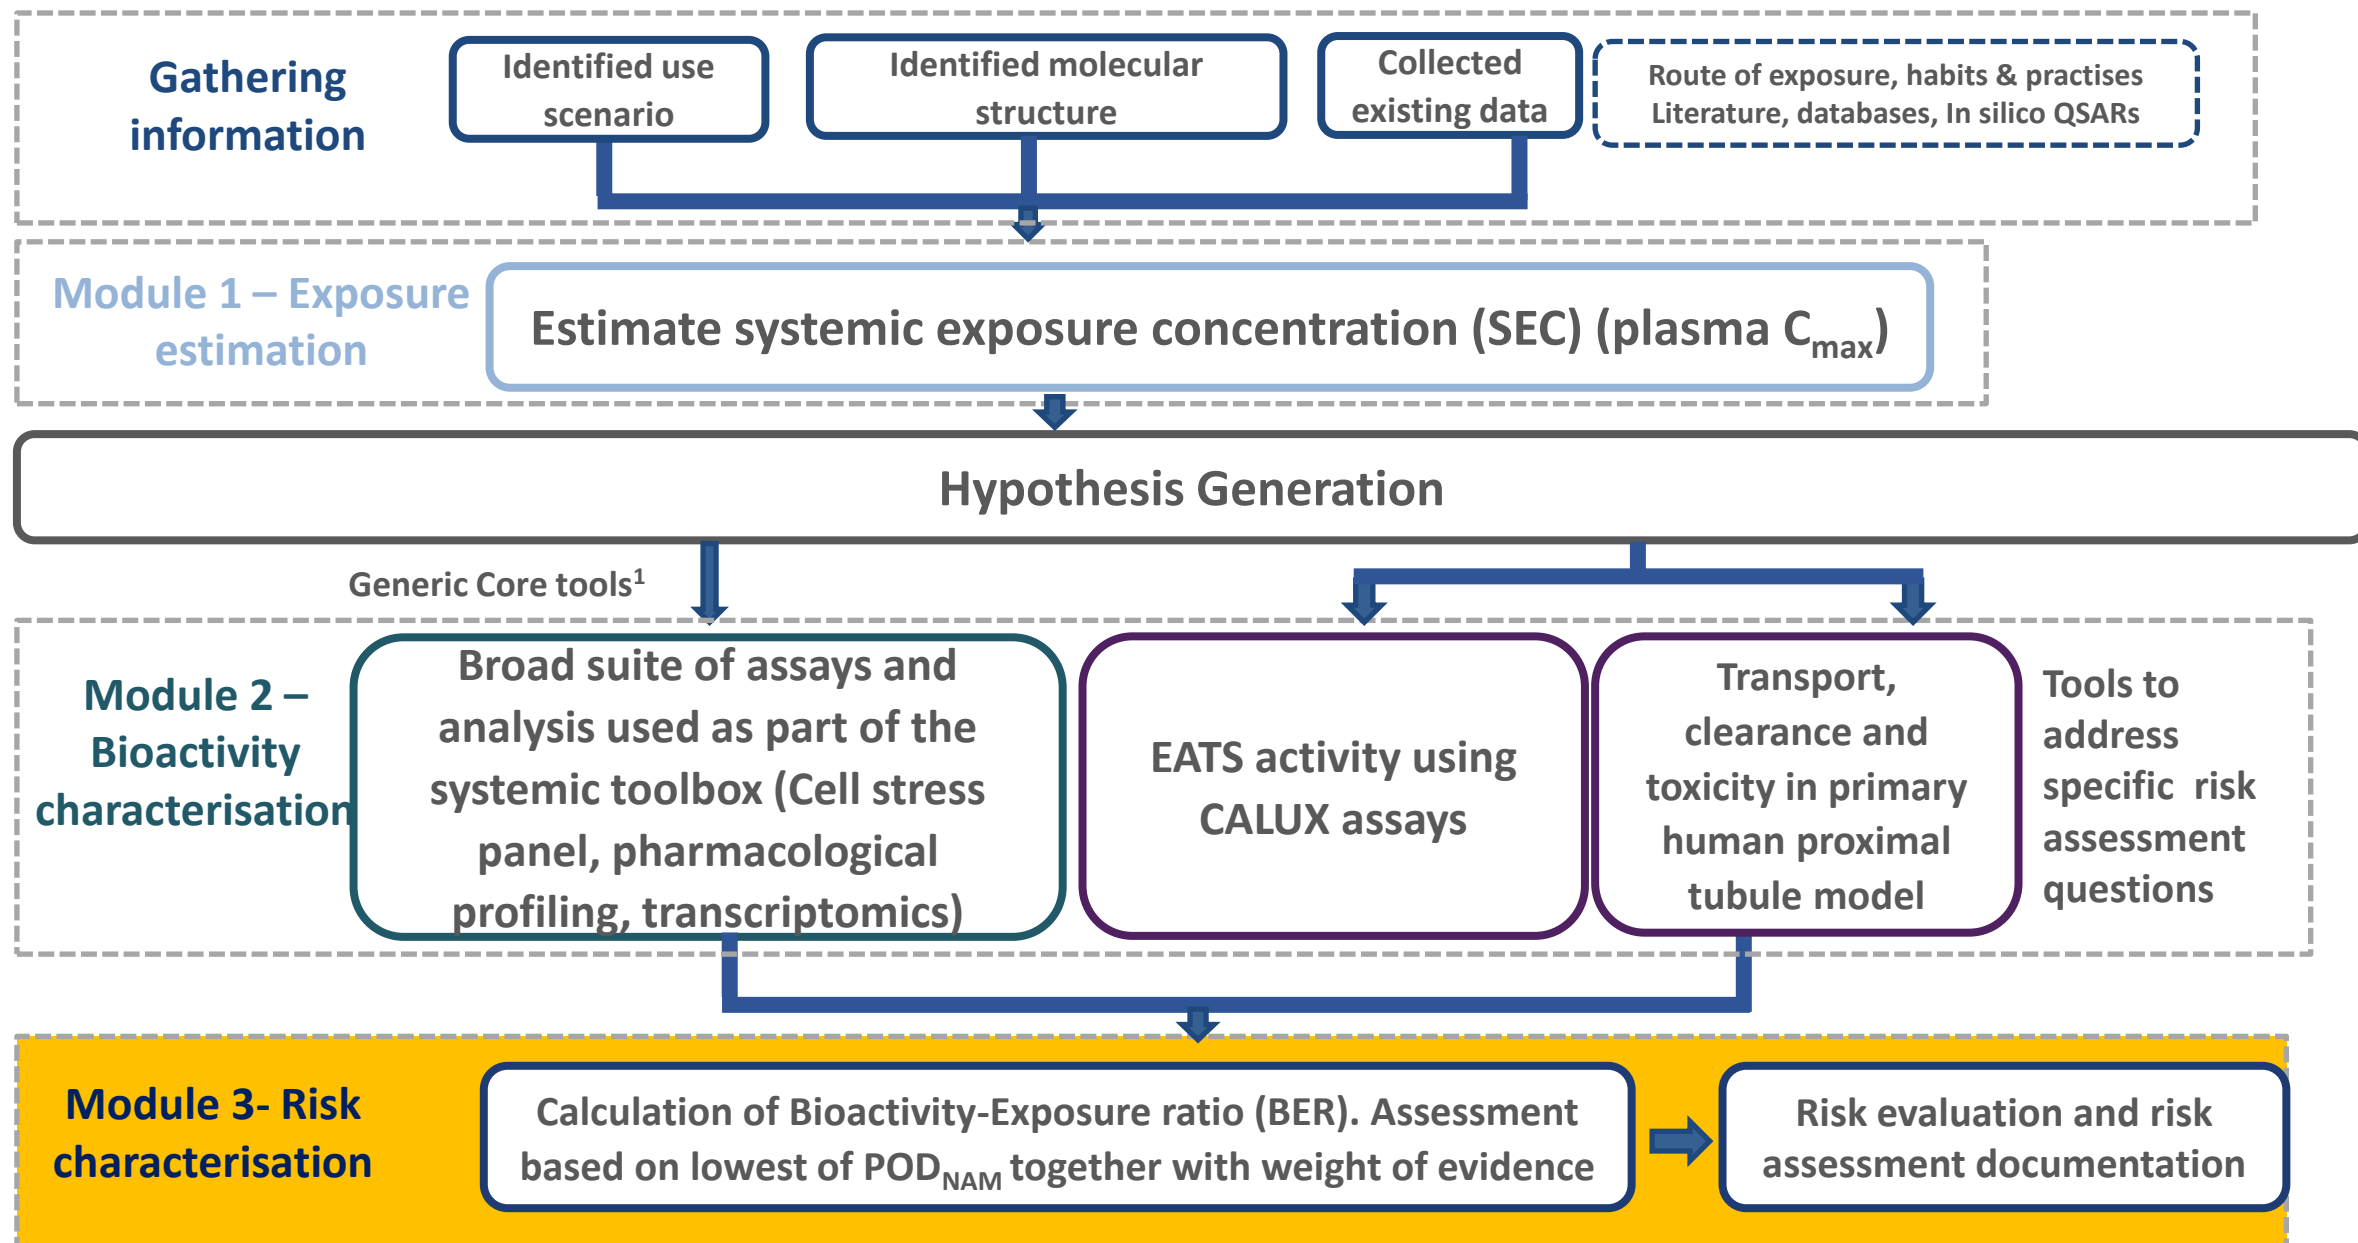 Gathering
information
Identified use
scenario
Identified molecular
structure
Collected
existing data
Route of exposure, habits & practises
Literature, databases, In silico QSARs
Module 1 – Exposure
estimation
Estimate systemic exposure concentration (SEC) (plasma Cmax)
Hypothesis Generation
Generic Core tools1
Module 2 –
Bioactivity
characterisation
Broad suite of assays and
analysis used as part of the
systemic toolbox (Cell stress
panel, pharmacological
profiling, transcriptomics)
EATS activity using
CALUX assays
Transport,
clearance and
toxicity in primary
human proximal
tubule model
Tools to
address
specific risk
assessment
questions
Module 3- Risk
characterisation
Calculation of Bioactivity-Exposure ratio (BER). Assessment
based on lowest of PODNAM together with weight of evidence
Risk evaluation and risk
assessment documentation